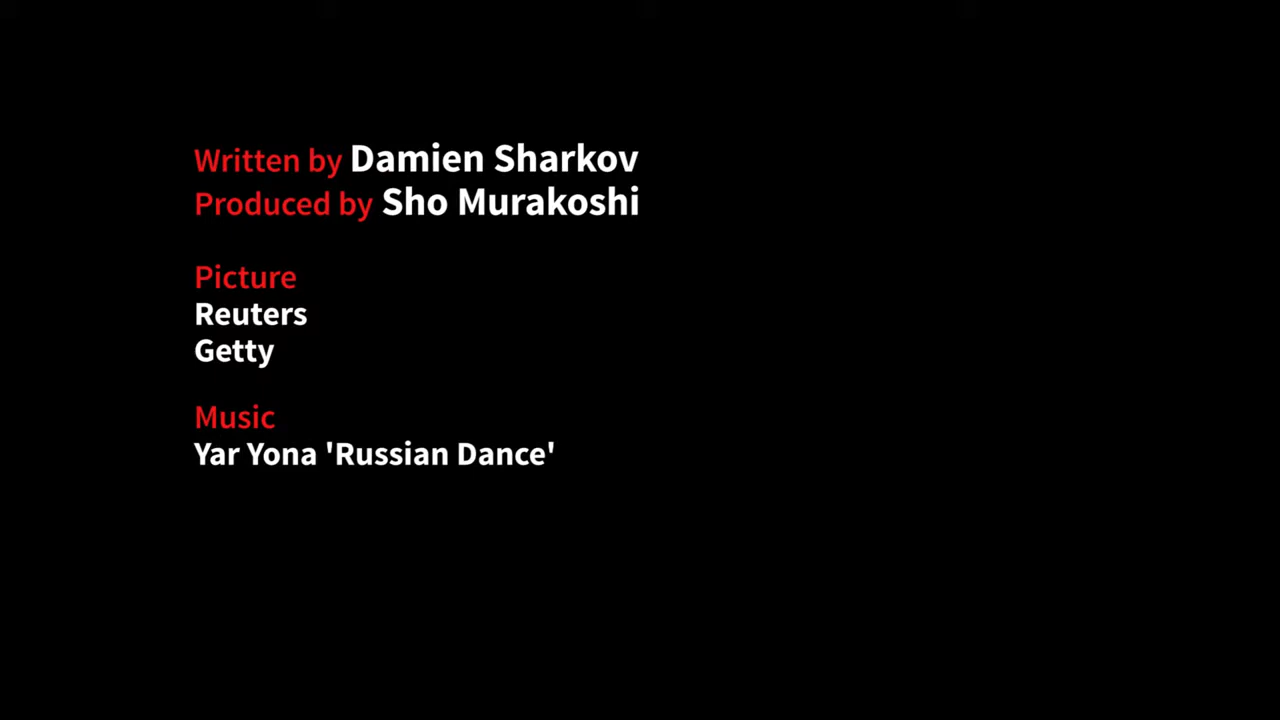 Written by Damien Sharkov
Produced by Sho Murakoshi
Picture
Reuters
Getty
Music
Yar Yona 'Russian Dance'